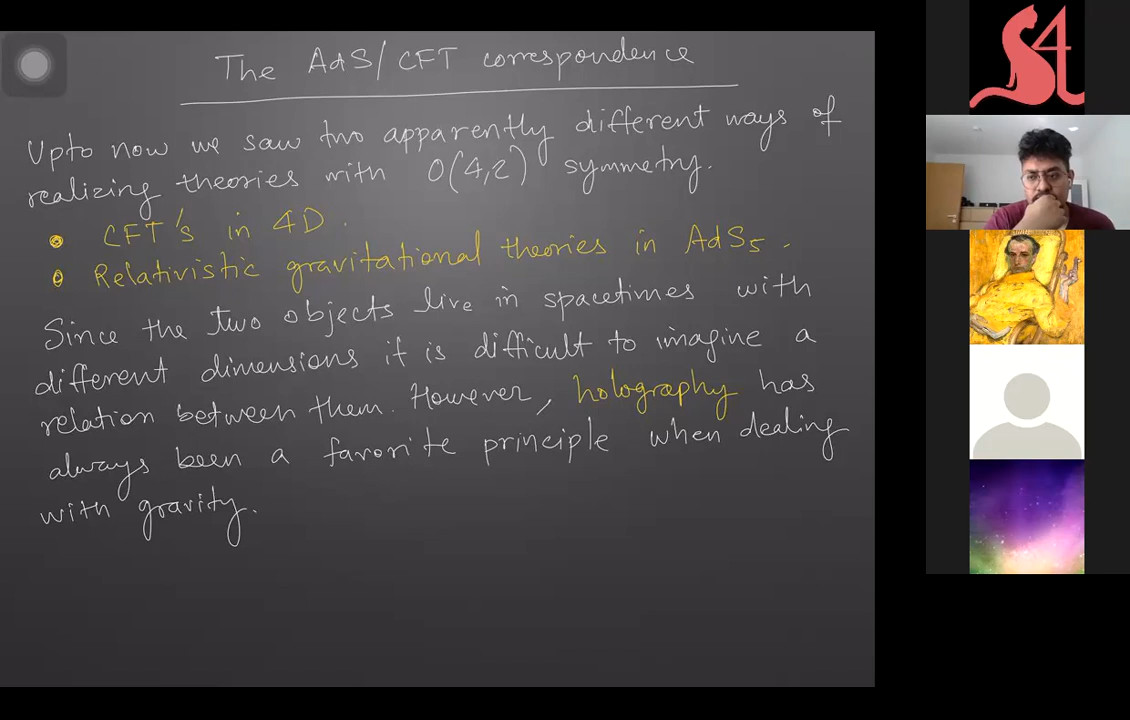 The AdS/CFT correspondence
Upto now we saw two apparently different ways of
realizing theories with O(4,2) symmetry.
• CFT's in 4D.
• Relativistic gravitational theories in AdS5.
Since the two objects live in spacetimes with
different dimensions it is difficult to imagine a
relation between them. However, holography has
always been a favorite principle when dealing
with gravity.
S4